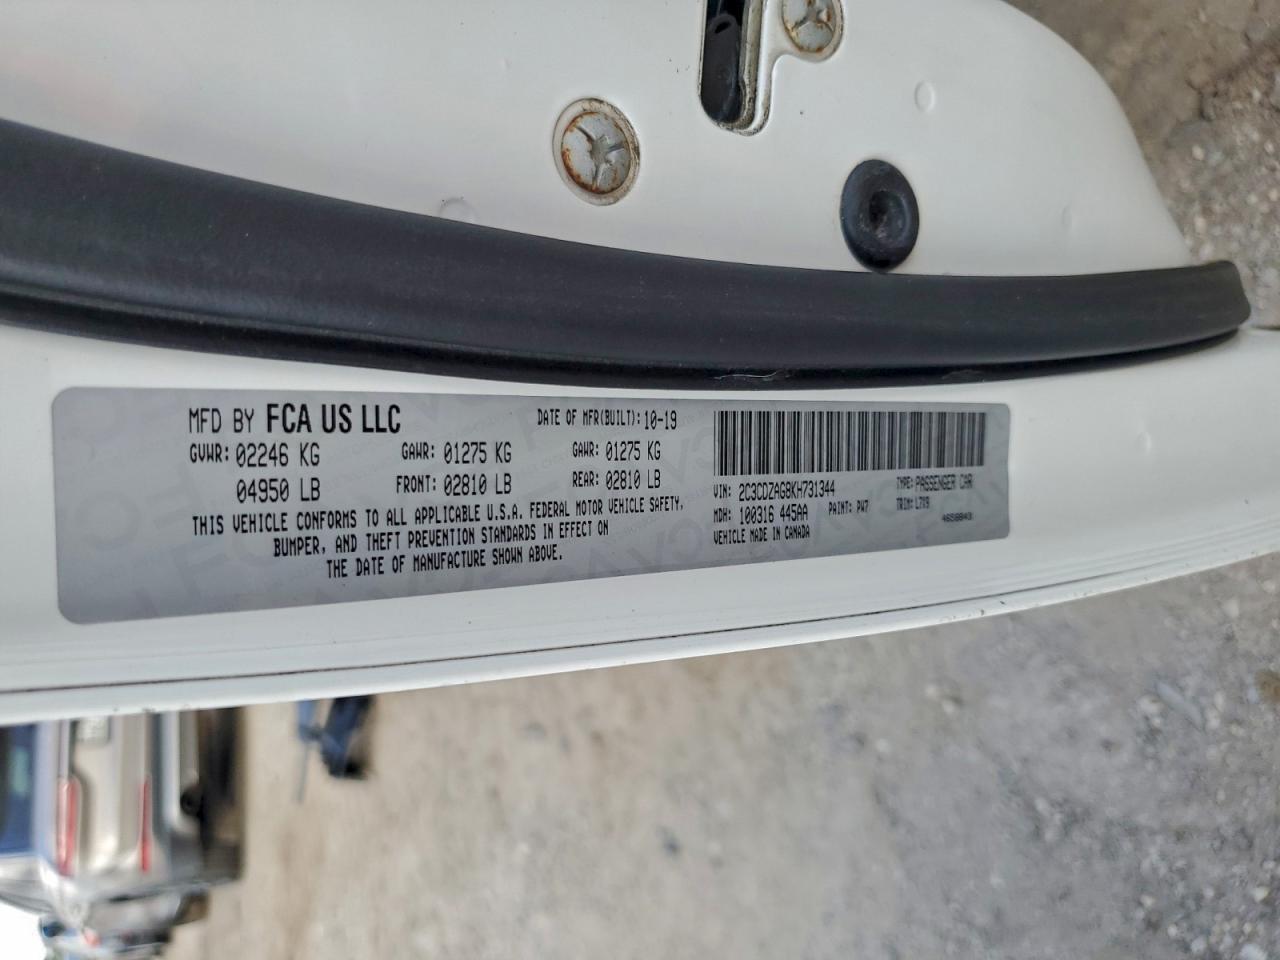 MFD BY FCA US LLC
DATE OF MFR(BUILT): 10-19
GVWR: 02246 KG GAWR: 01275 KG GAWR: 01275 KG
04950 LB FRONT: 02810 LB REAR: 02810 LB
THIS VEHICLE CONFORMS TO ALL APPLICABLE U.S.A. FEDERAL MOTOR VEHICLE SAFETY,
BUMPER, AND THEFT PREVENTION STANDARDS IN EFFECT ON
THE DATE OF MANUFACTURE SHOWN ABOVE.
VIN: 2C3CDZAG8KH731344 TYPE: PASSENGER CAR
MDH: 100316 445AA PAINT: PW7 TRIM: L7X9
VEHICLE MADE IN CANADA